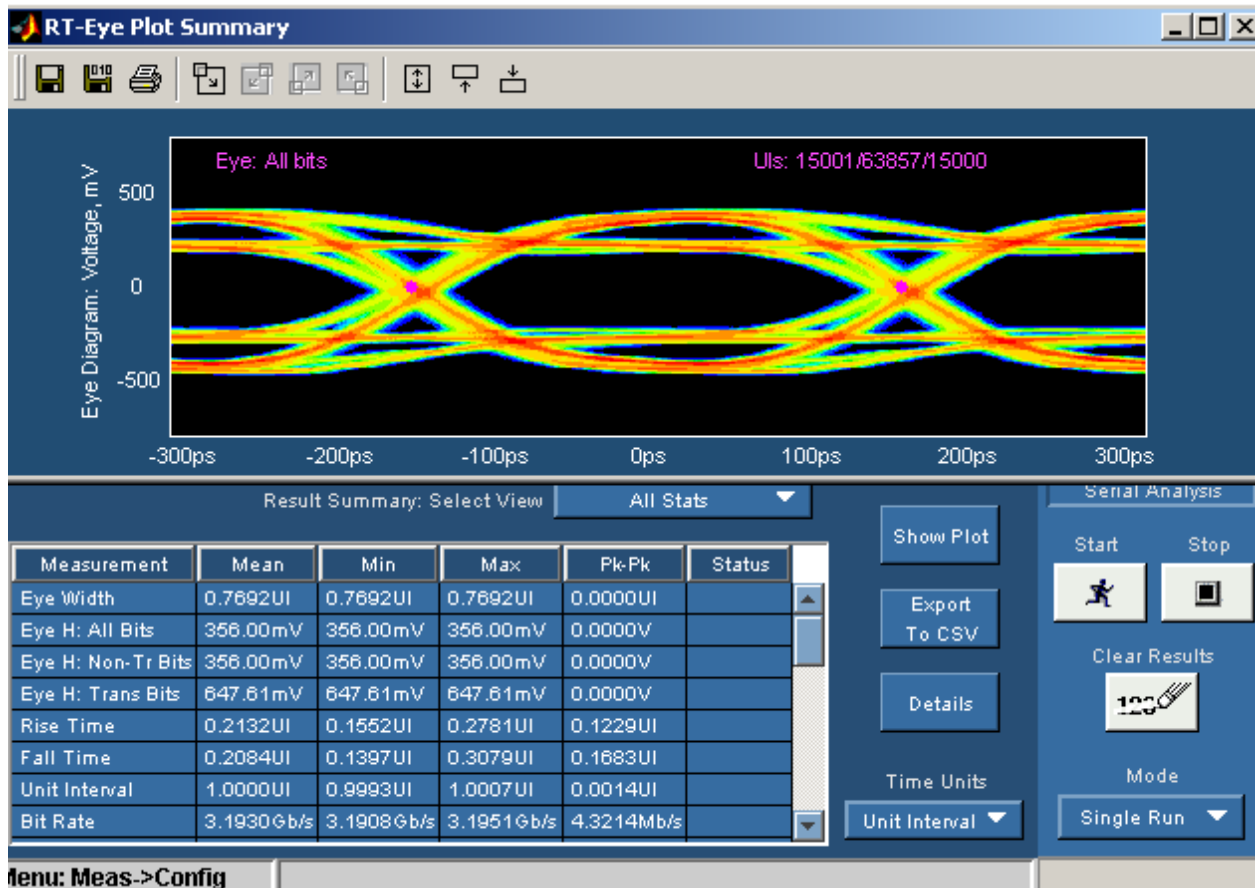 RT-Eye Plot Summary
Eye: All bits
UIs: 15001/63857/15000
Eye Diagram: Voltage, mV
500
0
-500
-300ps -200ps -100ps 0ps 100ps 200ps 300ps
Result Summary: Select View All Stats
Measurement Mean Min Max Pk-Pk Status
Eye Width 0.7692UI 0.7692UI 0.7692UI 0.0000UI
Eye H: All Bits 356.00mV 356.00mV 356.00mV 0.0000V
Eye H: Non-Tr Bits 356.00mV 356.00mV 356.00mV 0.0000V
Eye H: Trans Bits 647.61mV 647.61mV 647.61mV 0.0000V
Rise Time 0.2132UI 0.1552UI 0.2781UI 0.1229UI
Fall Time 0.2084UI 0.1397UI 0.3079UI 0.1683UI
Unit Interval 1.0000UI 0.9993UI 1.0007UI 0.0014UI
Bit Rate 3.1930Gb/s 3.1908Gb/s 3.1951Gb/s 4.3214Mb/s
Show Plot
Export
To CSV
Details
Time Units
Unit Interval
Serial Analysis
Start Stop
Clear Results
Mode
Single Run
Menu: Meas->Config